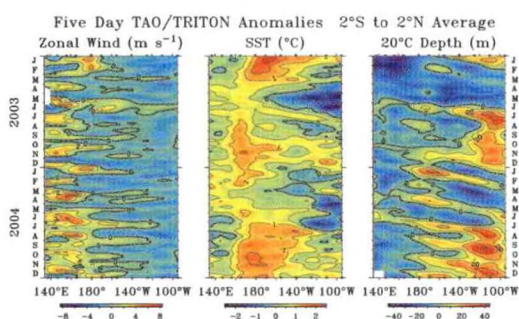 Five Day TAO/TRITON Anomalies 2°S to 2°N Average
Zonal Wind (m s⁻¹) SST (°C) 20°C Depth (m)
J
F
M
A
M
J
J
A
S
O
N
D
J
F
M
A
M
J
J
A
S
O
N
D
2003
2004
140°E 180° 140°W 100°W 140°E 180° 140°W 100°W 140°E 180° 140°W 100°W
-8 -4 0 4 8 -2 -1 0 1 2 -40 -20 0 20 40